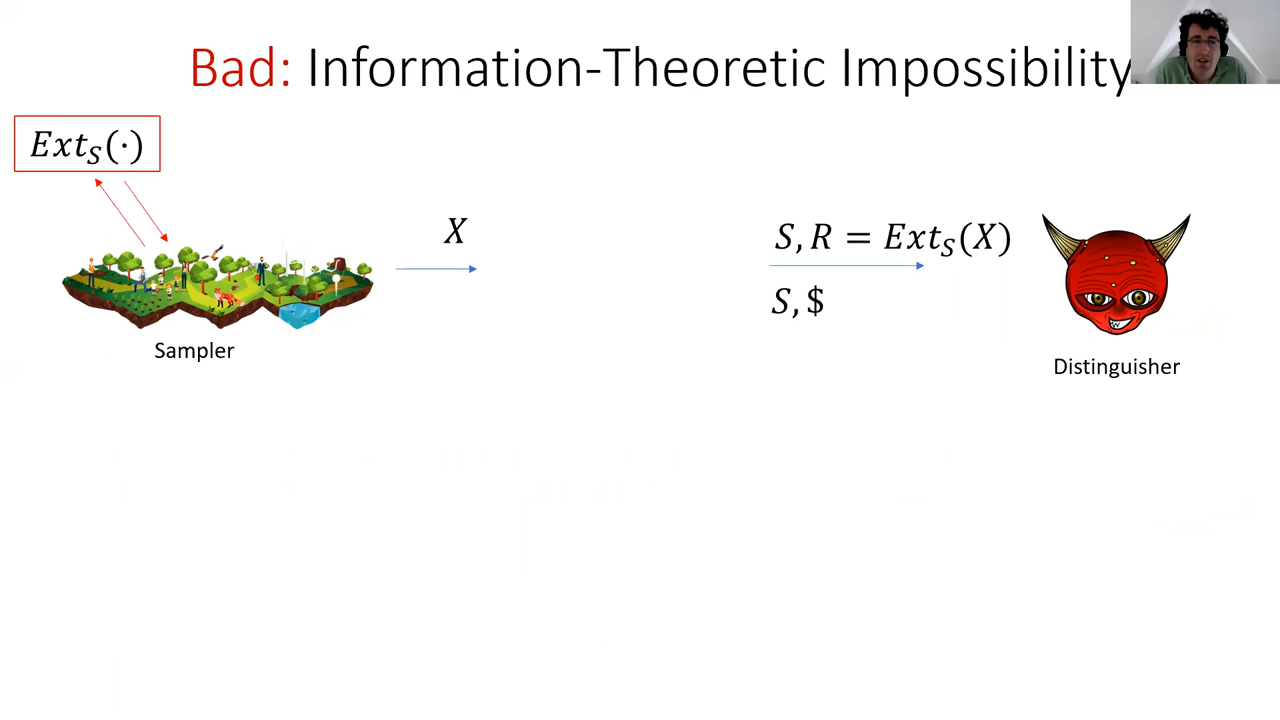 Bad: Information-Theoretic Impossibility
Ext_S(·)
X
S, R = Ext_S(X)
S, $
Sampler
Distinguisher